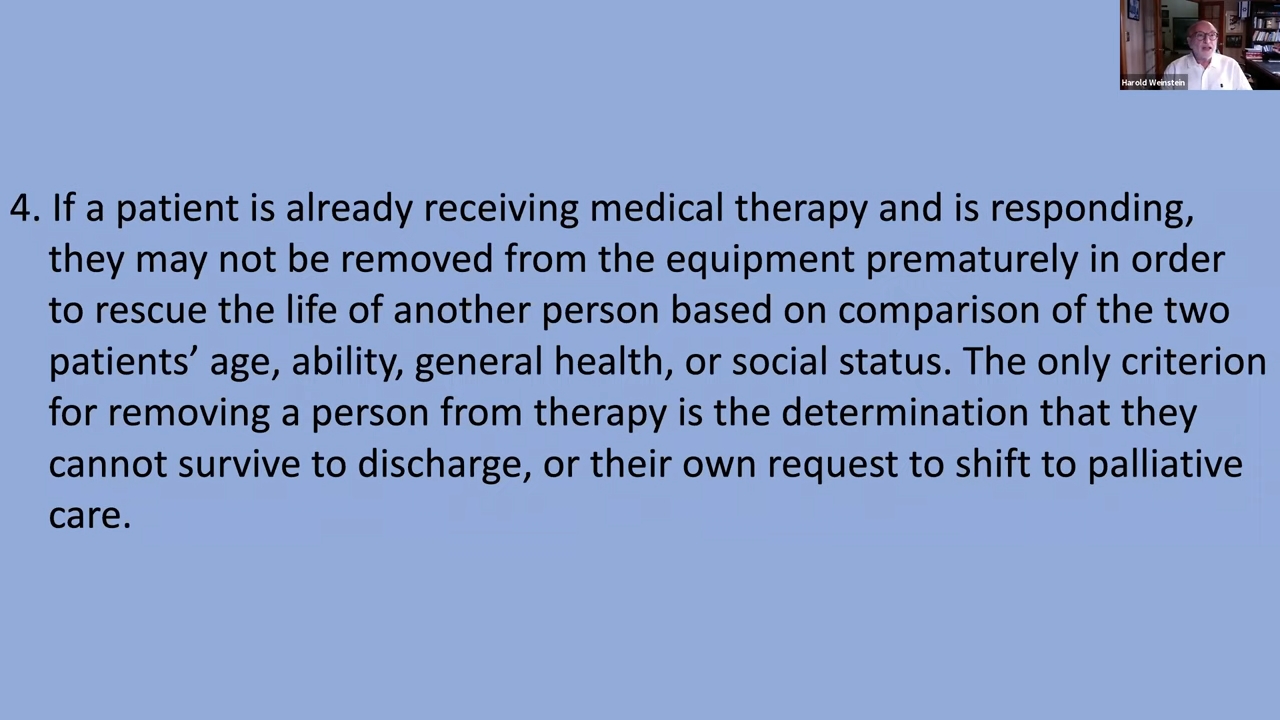 Harold Weinstein
4. If a patient is already receiving medical therapy and is responding,
they may not be removed from the equipment prematurely in order
to rescue the life of another person based on comparison of the two
patients’ age, ability, general health, or social status. The only criterion
for removing a person from therapy is the determination that they
cannot survive to discharge, or their own request to shift to palliative
care.